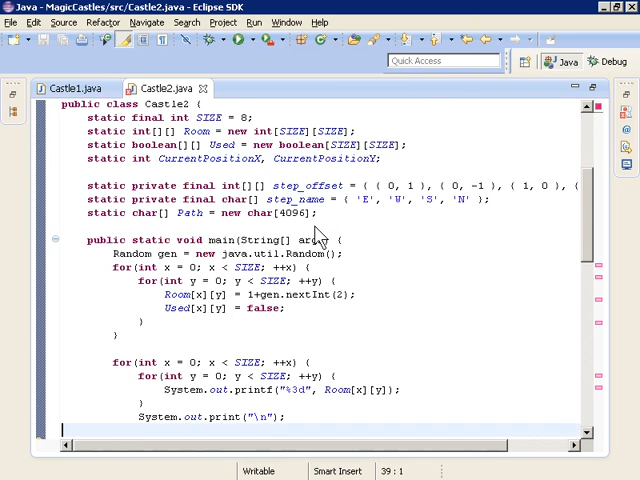 Java - MagicCastles/src/Castle2.java - Eclipse SDK
File Edit Source Refactor Navigate Search Project Run Window Help
Quick Access
Java
Debug
Castle1.java
Castle2.java
public class Castle2 {
static final int SIZE = 8;
static int[][] Room = new int[SIZE][SIZE];
static boolean[][] Used = new boolean[SIZE][SIZE];
static int CurrentPositionX, CurrentPositionY;
static private final int[][] step_offset = { { 0, 1 }, { 0, -1 }, { 1, 0 }, {
static private final char[] step_name = { 'E', 'W', 'S', 'N' };
static char[] Path = new char[4096];
public static void main(String[] args) {
Random gen = new java.util.Random();
for(int x = 0; x < SIZE; ++x) {
for(int y = 0; y < SIZE; ++y) {
Room[x][y] = 1+gen.nextInt(2);
Used[x][y] = false;
}
}
for(int x = 0; x < SIZE; ++x) {
for(int y = 0; y < SIZE; ++y) {
System.out.printf("%3d", Room[x][y]);
}
System.out.print("\n");
Writable
Smart Insert
39 : 1